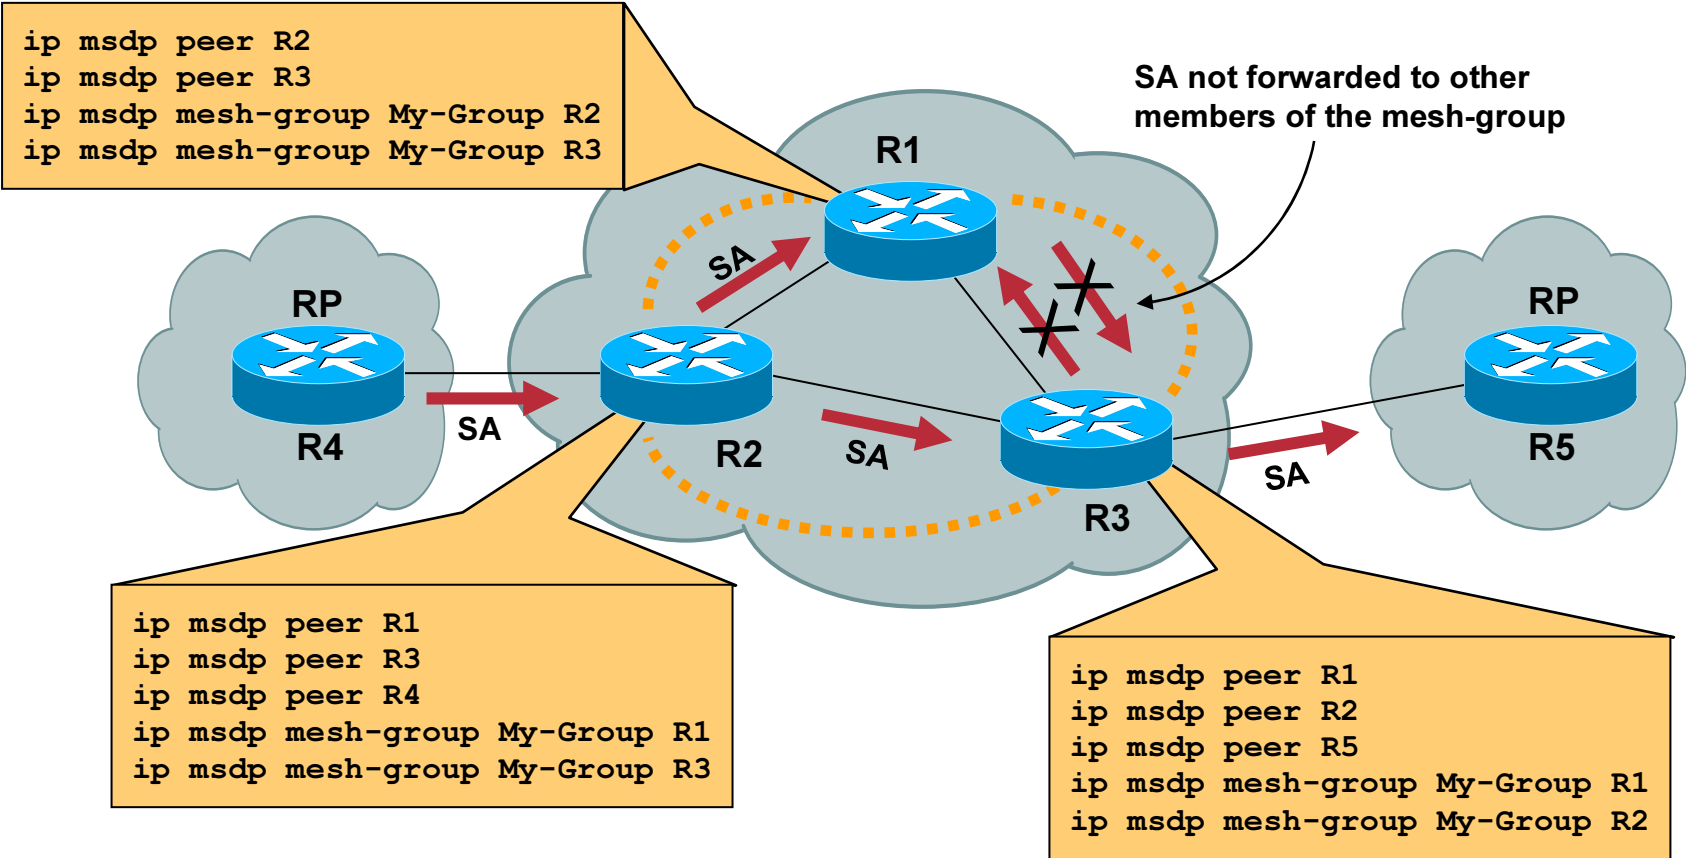 ip msdp peer R2
ip msdp peer R3
ip msdp mesh-group My-Group R2
ip msdp mesh-group My-Group R3
SA not forwarded to other
members of the mesh-group
R1
SA
RP
R4
SA
R2
SA
R3
SA
RP
R5
ip msdp peer R1
ip msdp peer R3
ip msdp peer R4
ip msdp mesh-group My-Group R1
ip msdp mesh-group My-Group R3
ip msdp peer R1
ip msdp peer R2
ip msdp peer R5
ip msdp mesh-group My-Group R1
ip msdp mesh-group My-Group R2